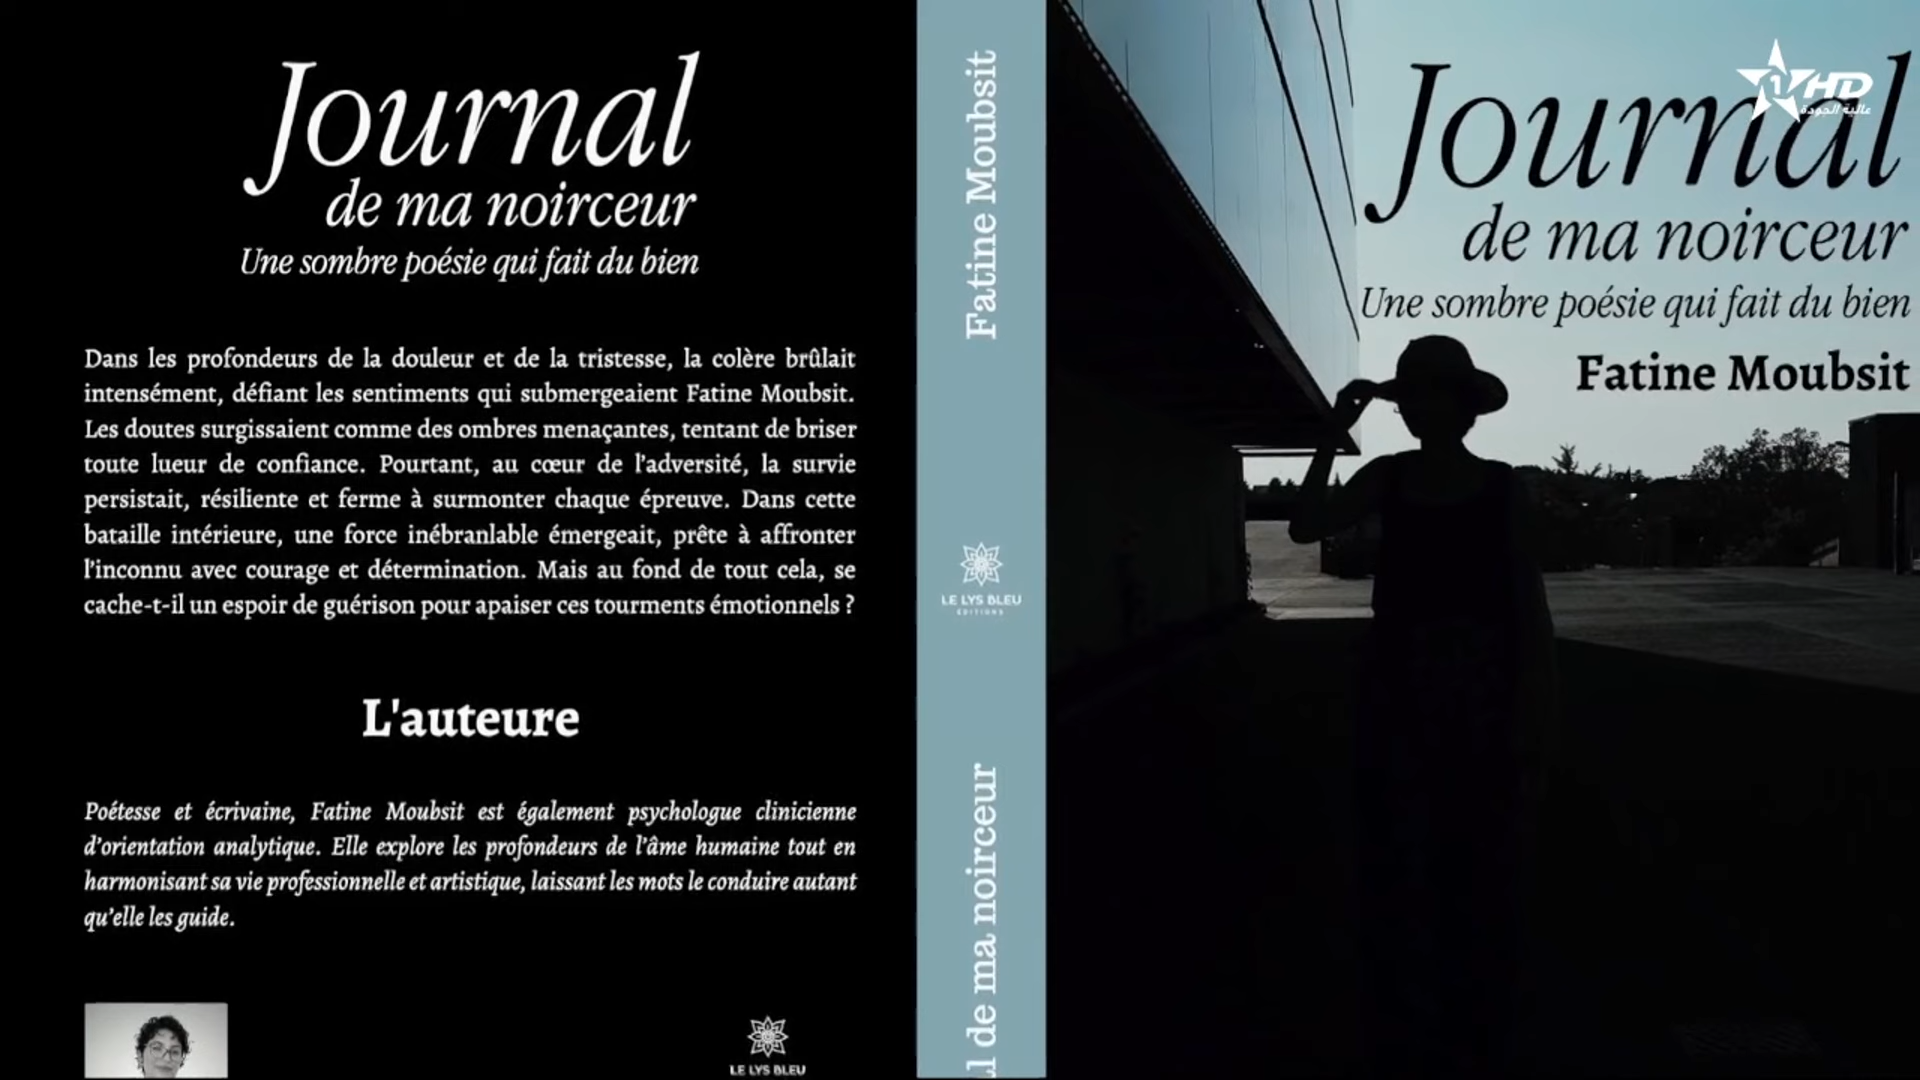 Journal
de ma noirceur
Une sombre poésie qui fait du bien
Dans les profondeurs de la douleur et de la tristesse, la colère brûlait
intensément, défiant les sentiments qui submergeaient Fatine Moubsit.
Les doutes surgissaient comme des ombres menaçantes, tentant de briser
toute lueur de confiance. Pourtant, au cœur de l'adversité, la survie
persistait, résiliente et ferme à surmonter chaque épreuve. Dans cette
bataille intérieure, une force inébranlable émergeait, prête à affronter
l'inconnu avec courage et détermination. Mais au fond de tout cela, se
cache-t-il un espoir de guérison pour apaiser ces tourments émotionnels ?
L'auteure
Poétesse et écrivaine, Fatine Moubsit est également psychologue clinicienne
d'orientation analytique. Elle explore les profondeurs de l'âme humaine tout en
harmonisant sa vie professionnelle et artistique, laissant les mots le conduire autant
qu'elle les guide.
LE LYS BLEU
Fatine Moubsit
LE LYS BLEU
ÉDITIONS
l de ma noirceur
1 HD
عالية الجودة
Journal
de ma noirceur
Une sombre poésie qui fait du bien
Fatine Moubsit